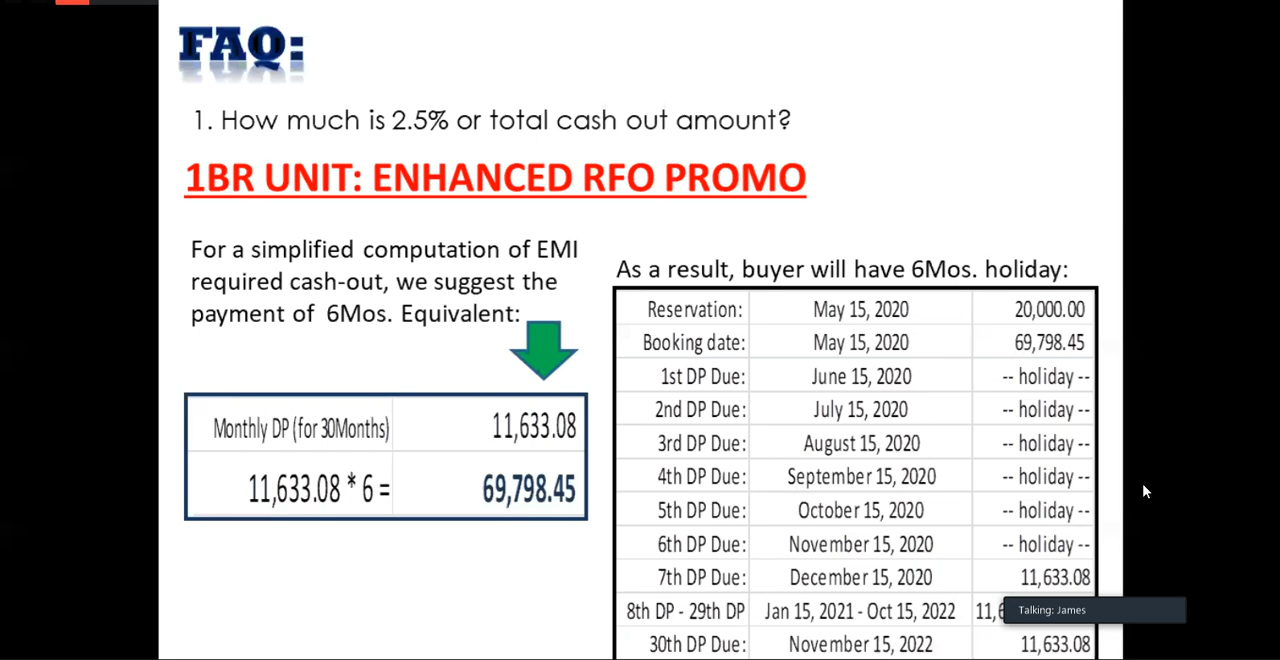 FAQ:
1. How much is 2.5% or total cash out amount?
1BR UNIT: ENHANCED RFO PROMO
For a simplified computation of EMI
required cash-out, we suggest the
payment of 6Mos. Equivalent:
Monthly DP (for 30Months) 11,633.08
11,633.08 * 6 = 69,798.45
As a result, buyer will have 6Mos. holiday:
Reservation: May 15, 2020 20,000.00
Booking date: May 15, 2020 69,798.45
1st DP Due: June 15, 2020 -- holiday --
2nd DP Due: July 15, 2020 -- holiday --
3rd DP Due: August 15, 2020 -- holiday --
4th DP Due: September 15, 2020 -- holiday --
5th DP Due: October 15, 2020 -- holiday --
6th DP Due: November 15, 2020 -- holiday --
7th DP Due: December 15, 2020 11,633.08
8th DP - 29th DP Jan 15, 2021 - Oct 15, 2022
Talking: James
30th DP Due: November 15, 2022 11,633.08